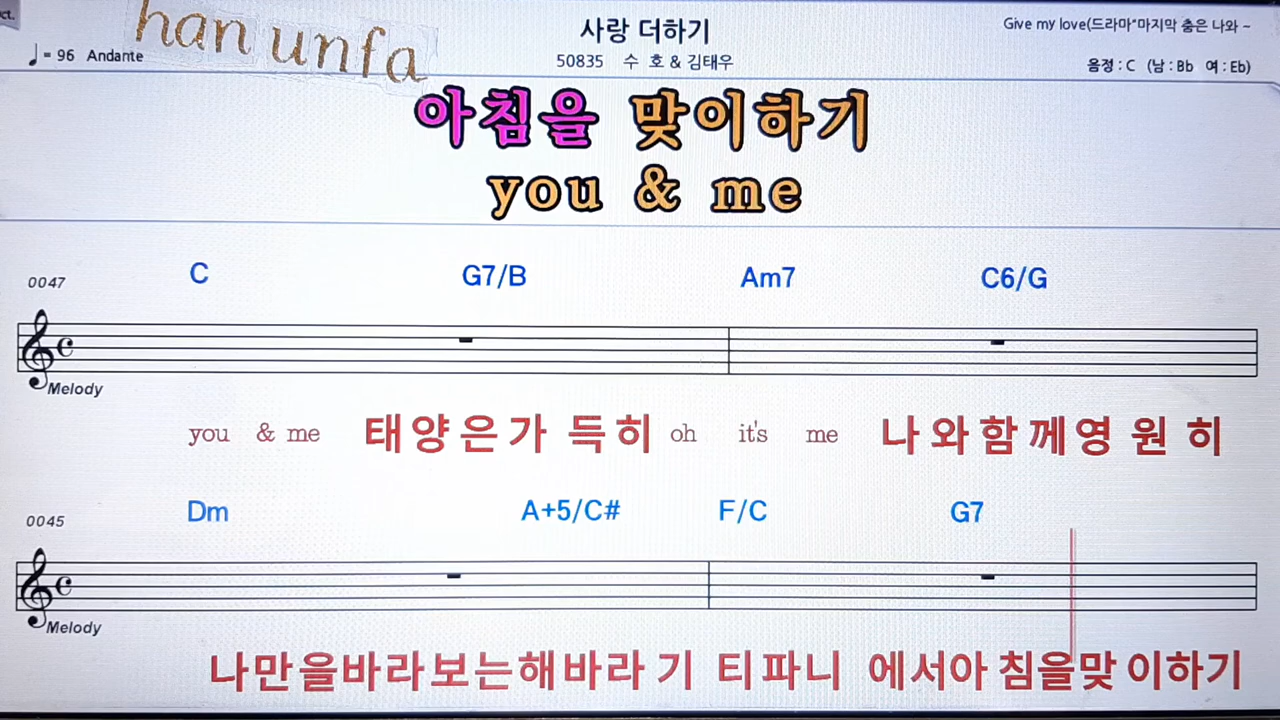 ct.
han unfa
사랑 더하기
Give my love(드라마"마지막 춤은 나와 ~
♩= 96 Andante
50835 수 호 & 김태우
음정 : C (남 : Bb 여 : Eb)
아침을 맞이하기
you & me
0047 C G7/B Am7 C6/G
Melody
you & me 태양은가 득히 oh it's me 나와함께영 원 히
0045 Dm A+5/C# F/C G7
Melody
나만을바라보는해바라 기 티파니 에서아 침을맞 이하기